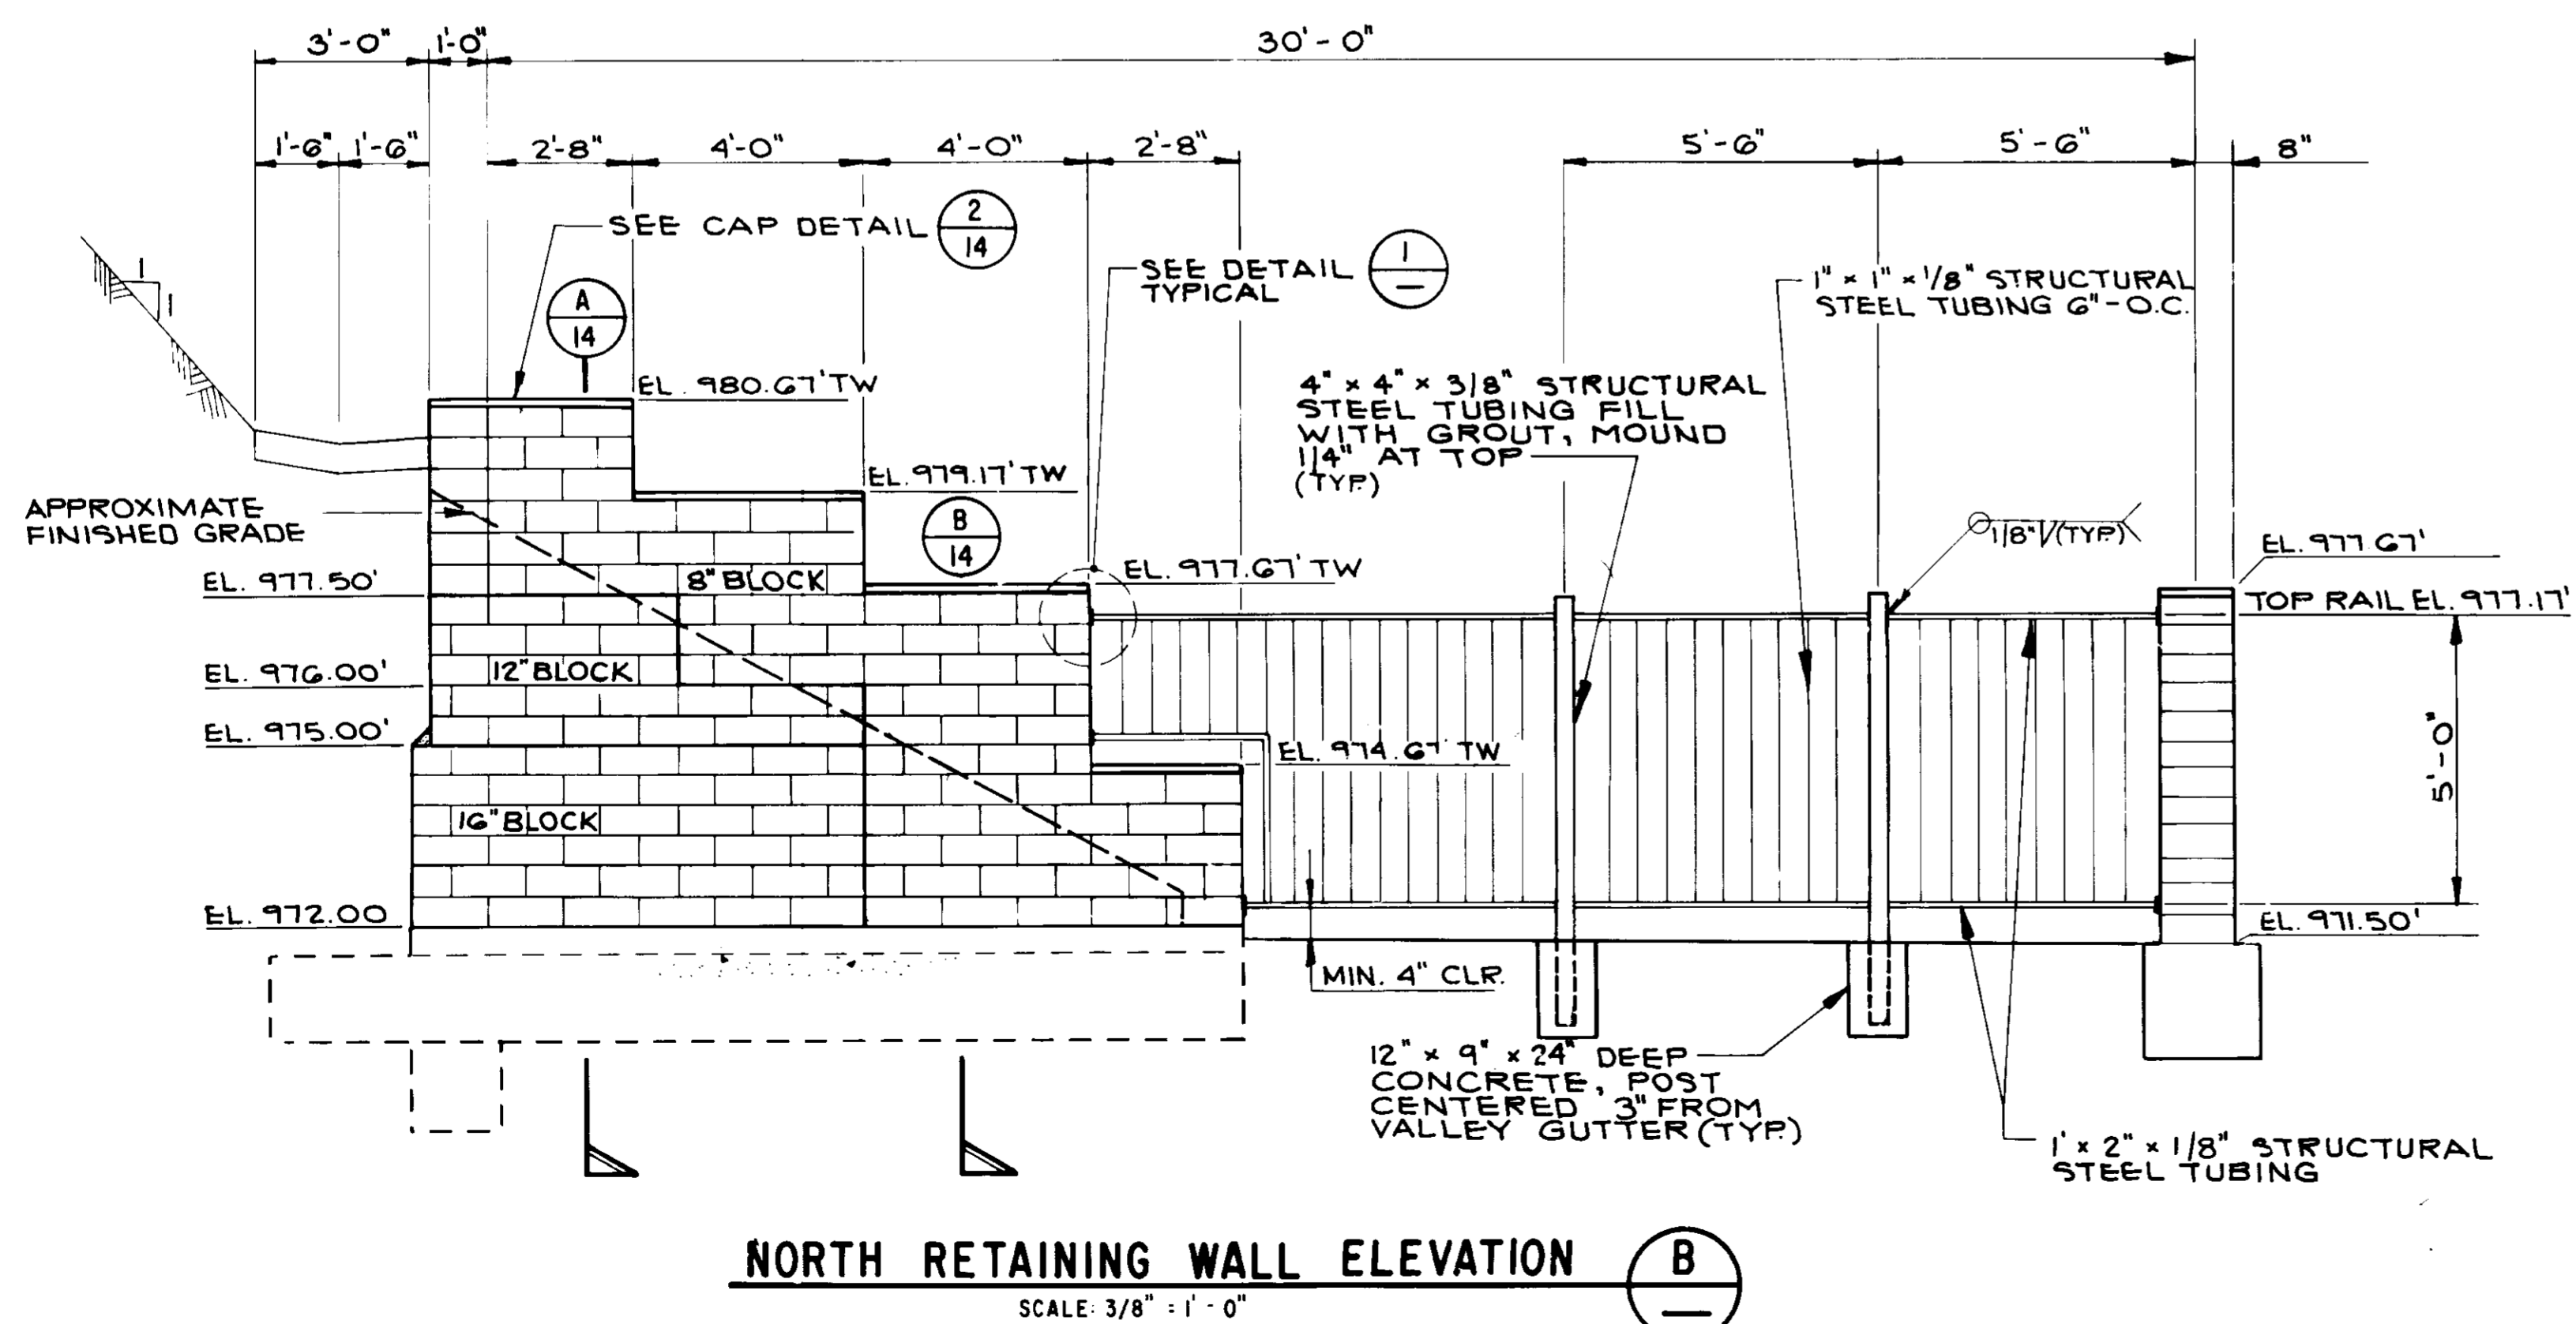 3'-0" 1'-0" 30'-0"
1'-6" 1'-6" 2'-8" 4'-0" 4'-0" 2'-8" 5'-6" 5'-6" 8"
SEE CAP DETAIL 2/14
SEE DETAIL
TYPICAL
1/—
1" x 1" x 1/8" STRUCTURAL
STEEL TUBING 6"-O.C.
1
1
A/14
EL. 980.67' TW
4" x 4" x 3/8" STRUCTURAL
STEEL TUBING FILL
WITH GROUT, MOUND
1/4" AT TOP
(TYP.)
EL. 979.17' TW
APPROXIMATE
FINISHED GRADE
B/14
1/8" V (TYP.)
EL. 977.67'
EL. 977.50'
8" BLOCK
EL. 977.67 TW
TOP RAIL EL. 977.17'
EL. 976.00'
12" BLOCK
EL. 975.00'
EL. 974.67' TW
5'-0"
16" BLOCK
EL. 972.00
EL. 971.50'
MIN. 4" CLR.
12" x 9" x 24" DEEP
CONCRETE, POST
CENTERED 3" FROM
VALLEY GUTTER (TYP.)
1' x 2" x 1/8" STRUCTURAL
STEEL TUBING
NORTH RETAINING WALL ELEVATION B/—
SCALE: 3/8" = 1'-0"